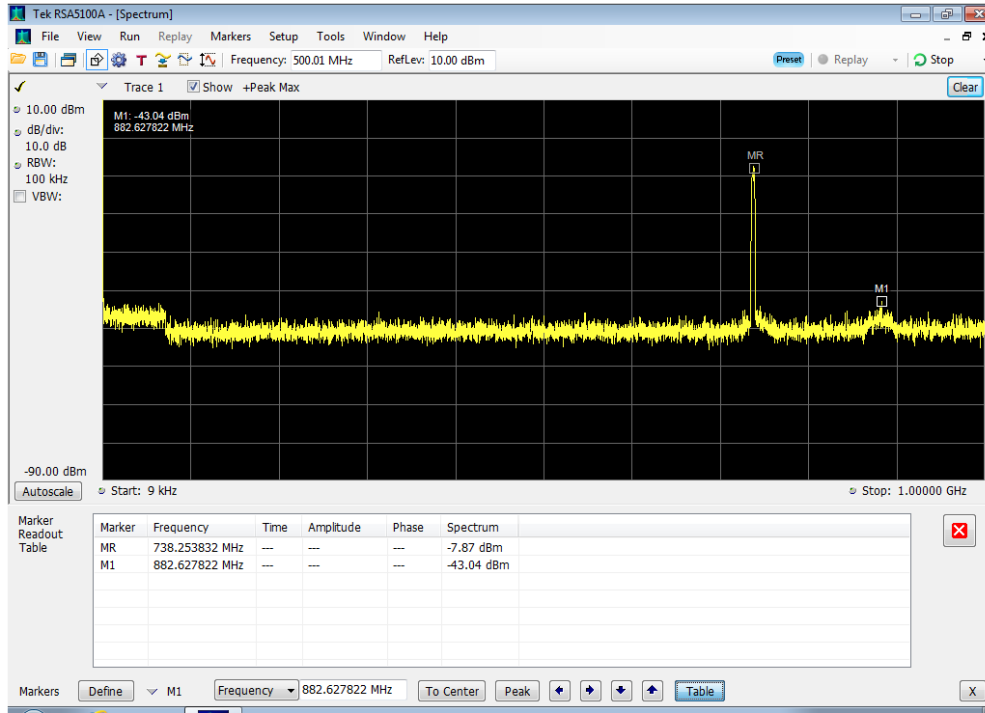 Tek RSA5100A - [Spectrum]
File View Run Replay Markers Setup Tools Window Help
T Frequency: 500.01 MHz RefLev: 10.00 dBm Preset Replay Stop
Trace 1 Show +Peak Max Clear
10.00 dBm
dB/div:
10.0 dB
RBW:
100 kHz
VBW:
M1: -43.04 dBm
882.627822 MHz
MR
M1
-90.00 dBm
Autoscale Start: 9 kHz Stop: 1.00000 GHz
Marker
Readout
Table
Marker Frequency Time Amplitude Phase Spectrum
MR 738.253832 MHz --- --- --- -7.87 dBm
M1 882.627822 MHz --- --- --- -43.04 dBm
Markers Define M1 Frequency 882.627822 MHz To Center Peak Table X